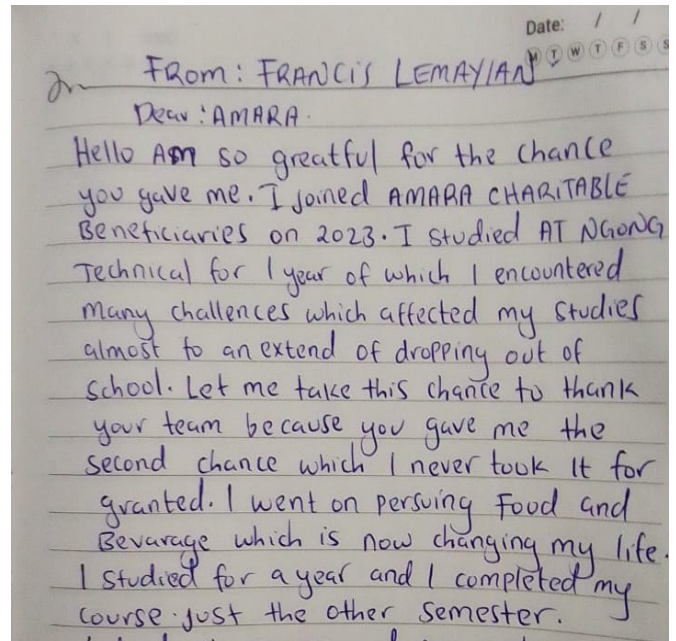 Date: / /
M T W T F S S
FROM: FRANCIS LEMAYIAN
Dear: AMARA.
Hello Am so greatful for the chance
you gave me. I joined AMARA CHARITABLE
Beneficiaries on 2023. I studied AT NGONG
Technical for 1 year of which I encountered
many challences which affected my studies
almost to an extend of dropping out of
school. Let me take this chance to thank
your team because you gave me the
second chance which I never took It for
granted. I went on persuing Food and
Bevarage which is now changing my life.
I studied for a year and I completed my
course just the other semester.